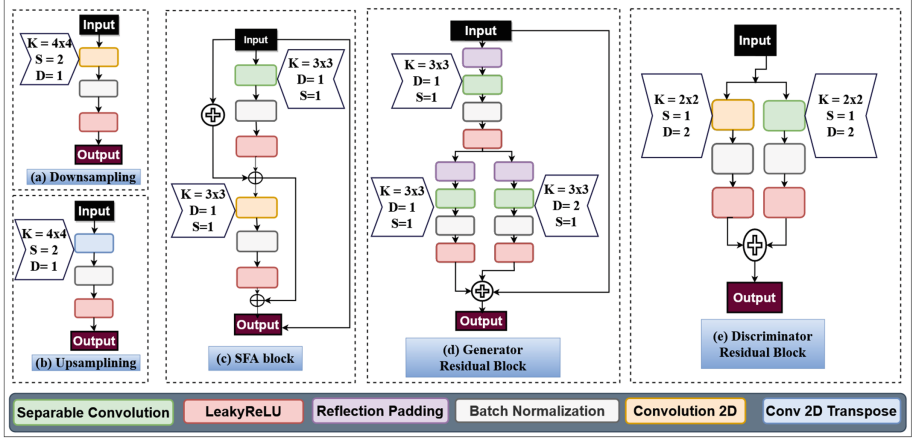 Input
K = 4x4
S = 2
D= 1
Output
(a) Downsampling
Input
K = 4x4
S = 2
D= 1
Output
(b) Upsamplining
Input
K = 3x3
D= 1
S=1
K = 3x3
D= 1
S=1
Output
(c) SFA block
Input
K = 3x3
D= 1
S=1
K = 3x3
D= 1
S=1
K = 3x3
D= 2
S=1
Output
(d) Generator
Residual Block
Input
K = 2x2
S = 1
D = 2
K = 2x2
S = 1
D = 2
Output
(e) Discriminator
Residual Block
Separable Convolution
LeakyReLU
Reflection Padding
Batch Normalization
Convolution 2D
Conv 2D Transpose